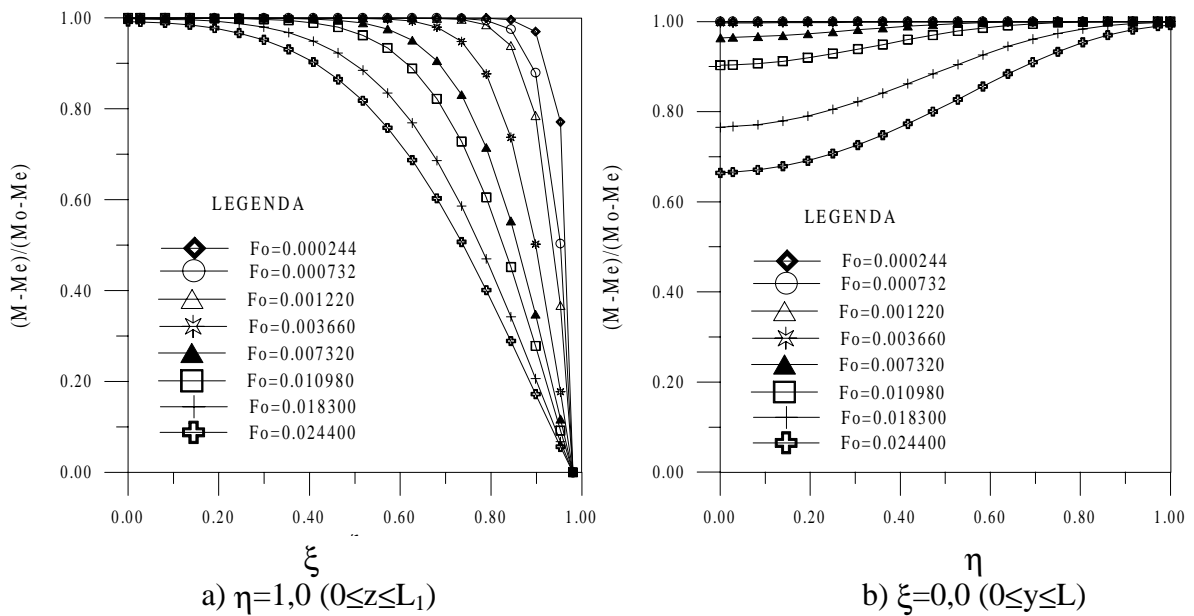 1.00
0.80
0.60
0.40
0.20
0.00
(M-Me)/(Mo-Me)
LEGENDA
Fo=0.000244
Fo=0.000732
Fo=0.001220
Fo=0.003660
Fo=0.007320
Fo=0.010980
Fo=0.018300
Fo=0.024400
0.00 0.20 0.40 0.60 0.80 1.00
ξ
a) η=1,0 (0≤z≤L₁)
1.00
0.80
0.60
0.40
0.20
0.00
(M-Me)/(Mo-Me)
LEGENDA
Fo=0.000244
Fo=0.000732
Fo=0.001220
Fo=0.003660
Fo=0.007320
Fo=0.010980
Fo=0.018300
Fo=0.024400
0.00 0.20 0.40 0.60 0.80 1.00
η
b) ξ=0,0 (0≤y≤L)